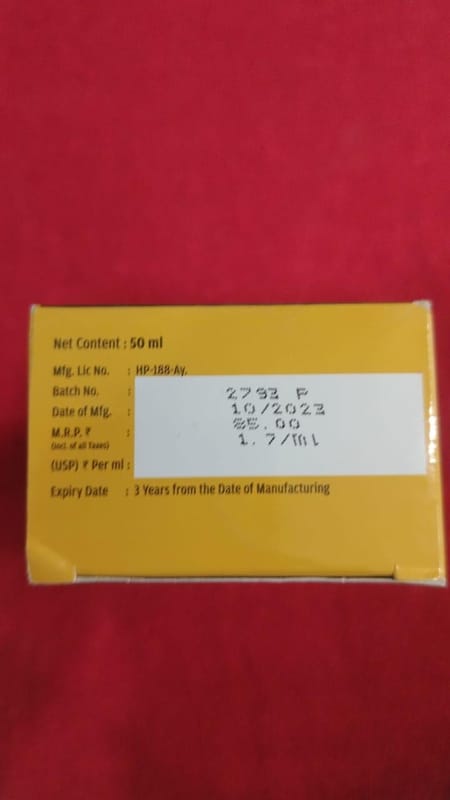 Net Content : 50 ml
Mfg. Lic No. : HP-188-Ay.
Batch No. : 2793 P
Date of Mfg. : 10/2023
M.R.P. ₹ : 85.00
(incl. of all Taxes)
(USP) ₹ Per ml : 1.7/ml
Expiry Date : 3 Years from the Date of Manufacturing